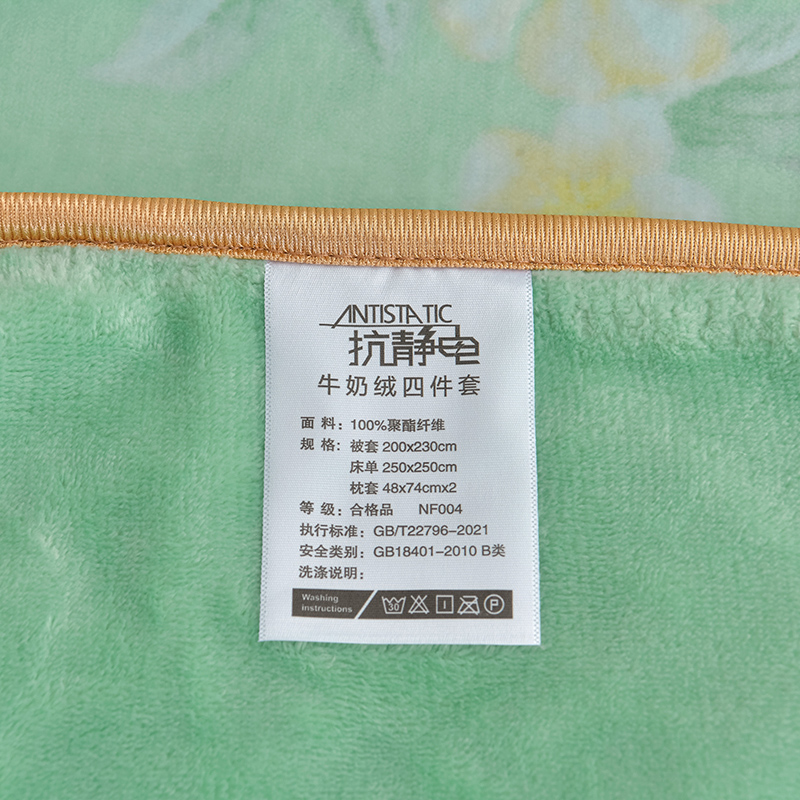 ANTISTATIC
抗静电
牛奶绒四件套
面 料：100%聚酯纤维
规 格：被套 200x230cm
床单 250x250cm
枕套 48x74cmx2
等 级：合格品 NF004
执行标准：GB/T22796-2021
安全类别：GB18401-2010 B类
洗涤说明：
Washing
instructions
30 P